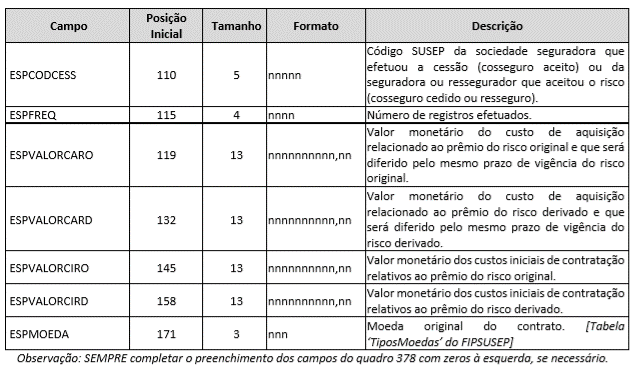 Campo
Posição
Inicial
Tamanho
Formato
Descrição
ESPCODCESS
110
5
nnnnn
Código SUSEP da sociedade seguradora que
efetuou a cessão (cosseguro aceito) ou da
seguradora ou ressegurador que aceitou o risco
(cosseguro cedido ou resseguro).
ESPFREQ
115
4
nnnn
Número de registros efetuados.
ESPVALORCARO
119
13
nnnnnnnnnn,nn
Valor monetário do custo de aquisição
relacionado ao prêmio do risco original e que será
diferido pelo mesmo prazo de vigência do risco
original.
ESPVALORCARD
132
13
nnnnnnnnnn,nn
Valor monetário do custo de aquisição
relacionado ao prêmio do risco derivado e que
será diferido pelo mesmo prazo de vigência do
risco derivado.
ESPVALORCIRO
145
13
nnnnnnnnnn,nn
Valor monetário dos custos iniciais de contratação
relativos ao prêmio do risco original.
ESPVALORCIRD
158
13
nnnnnnnnnn,nn
Valor monetário dos custos iniciais de contratação
relativos ao prêmio do risco derivado.
ESPMOEDA
171
3
nnn
Moeda original do contrato. [Tabela
‘TiposMoedas’ do FIPSUSEP]
Observação: SEMPRE completar o preenchimento dos campos do quadro 378 com zeros à esquerda, se necessário.